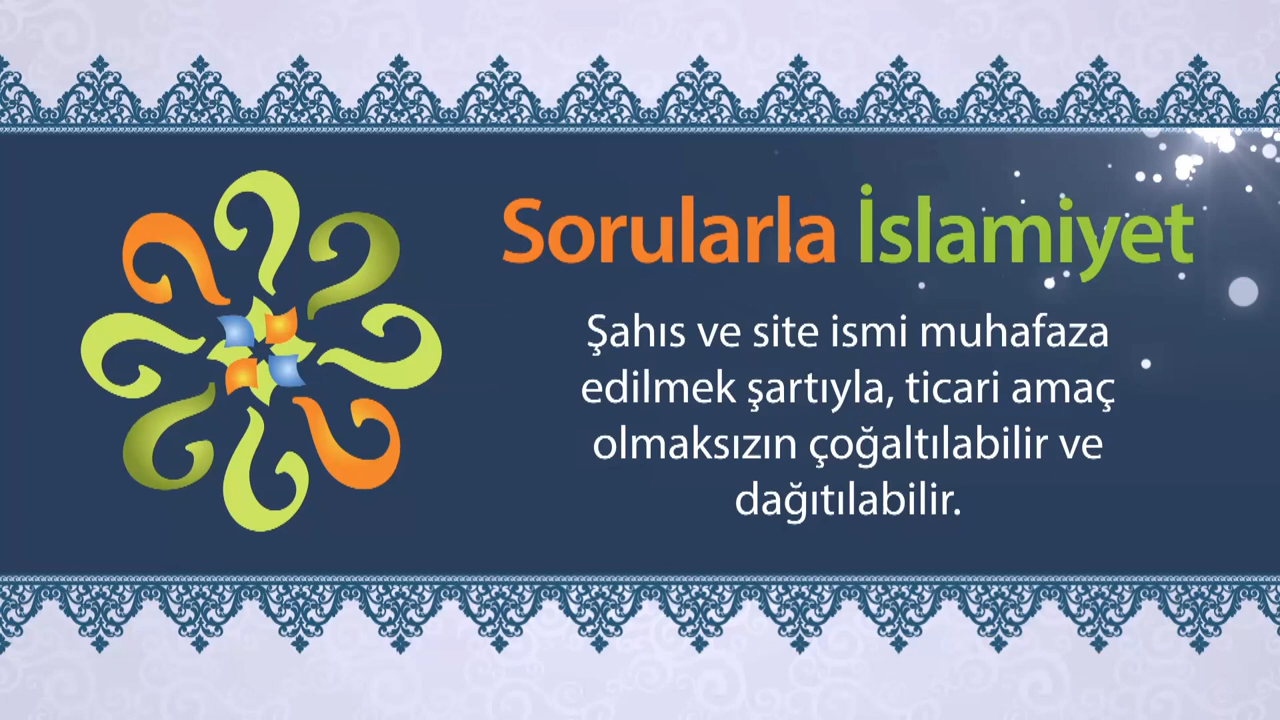 Sorularla İslamiyet
Şahıs ve site ismi muhafaza
edilmek şartıyla, ticari amaç
olmaksızın çoğaltılabilir ve
dağıtılabilir.